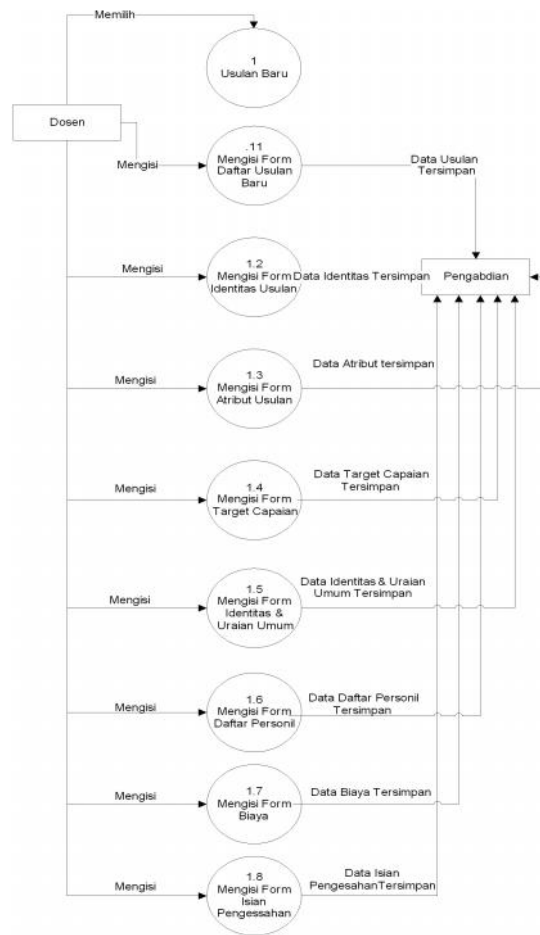 Memilih
1
Usulan Baru
Dosen
Mengisi
.11
Mengisi Form
Daftar Usulan
Baru
Data Usulan
Tersimpan
Mengisi
1.2
Mengisi Form
Identitas Usulan
Data Identitas Tersimpan
Pengabdian
Mengisi
1.3
Mengisi Form
Atribut Usulan
Data Atribut tersimpan
Mengisi
1.4
Mengisi Form
Target Capaian
Data Target Capaian
Tersimpan
Mengisi
1.5
Mengisi Form
Identitas &
Uraian Umum
Data Identitas & Uraian
Umum Tersimpan
Mengisi
1.6
Mengisi Form
Daftar Personil
Data Daftar Personil
Tersimpan
Mengisi
1.7
Mengisi Form
Biaya
Data Biaya Tersimpan
Mengisi
1.8
Mengisi Form
Isian
Pengessahan
Data Isian
PengesahanTersimpan